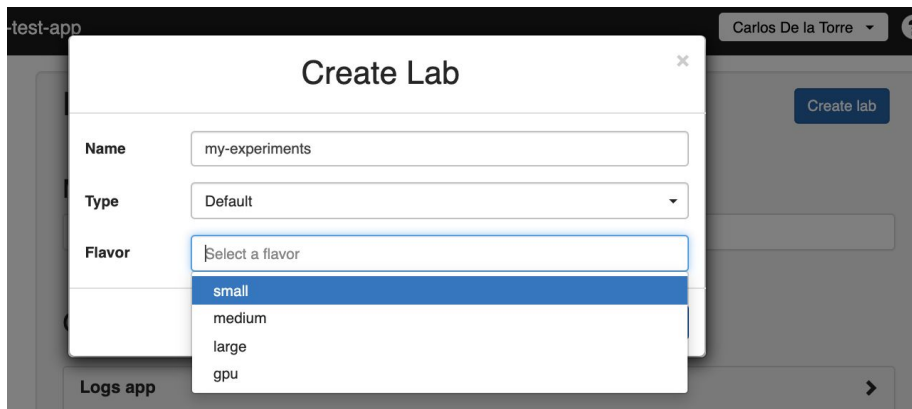 -test-app
Carlos De la Torre
Create Lab
×
Create lab
Name
my-experiments
Type
Default
Flavor
Select a flavor
small
medium
large
gpu
Logs app